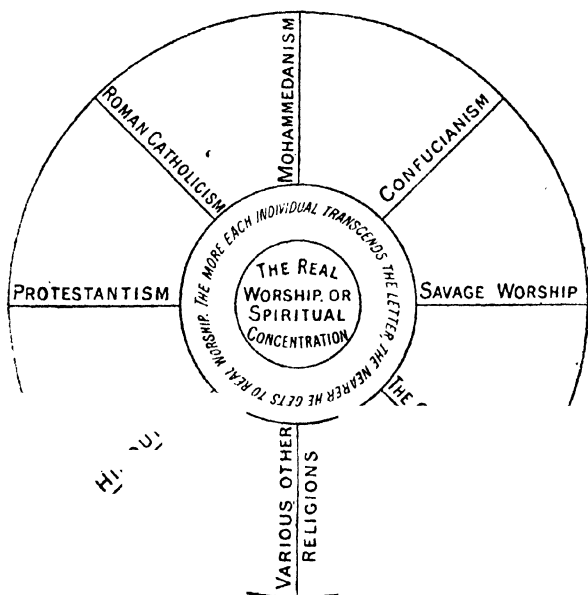 ROMAN CATHOLICISM
MOHAMMEDANISM
CONFUCIANISM
PROTESTANTISM
SAVAGE WORSHIP
THE MORE EACH INDIVIDUAL TRANSCENDS THE LETTER, THE NEARER HE GETS TO REAL WORSHIP.
THE REAL
WORSHIP, OR
SPIRITUAL
CONCENTRATION
THE
VARIOUS OTHER
RELIGIONS